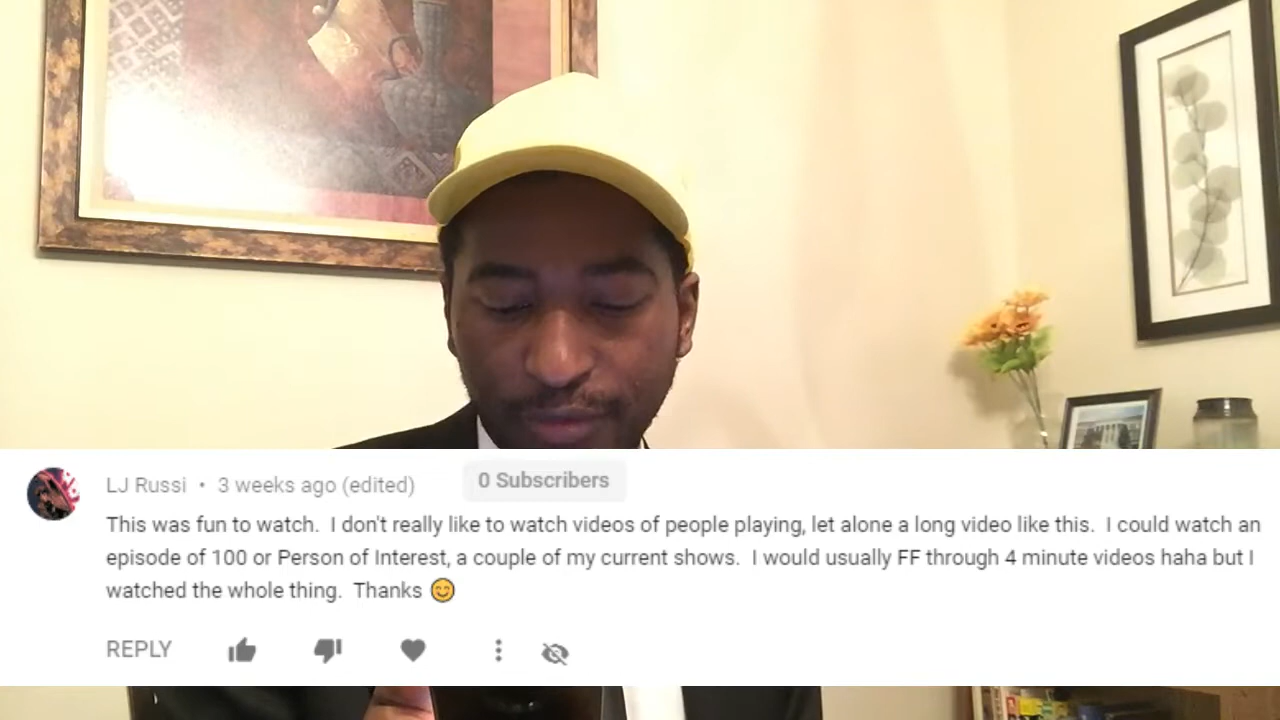 LJ Russi • 3 weeks ago (edited) 0 Subscribers
This was fun to watch.  I don't really like to watch videos of people playing, let alone a long video like this.  I could watch an
episode of 100 or Person of Interest, a couple of my current shows.  I would usually FF through 4 minute videos haha but I
watched the whole thing.  Thanks 😊
REPLY